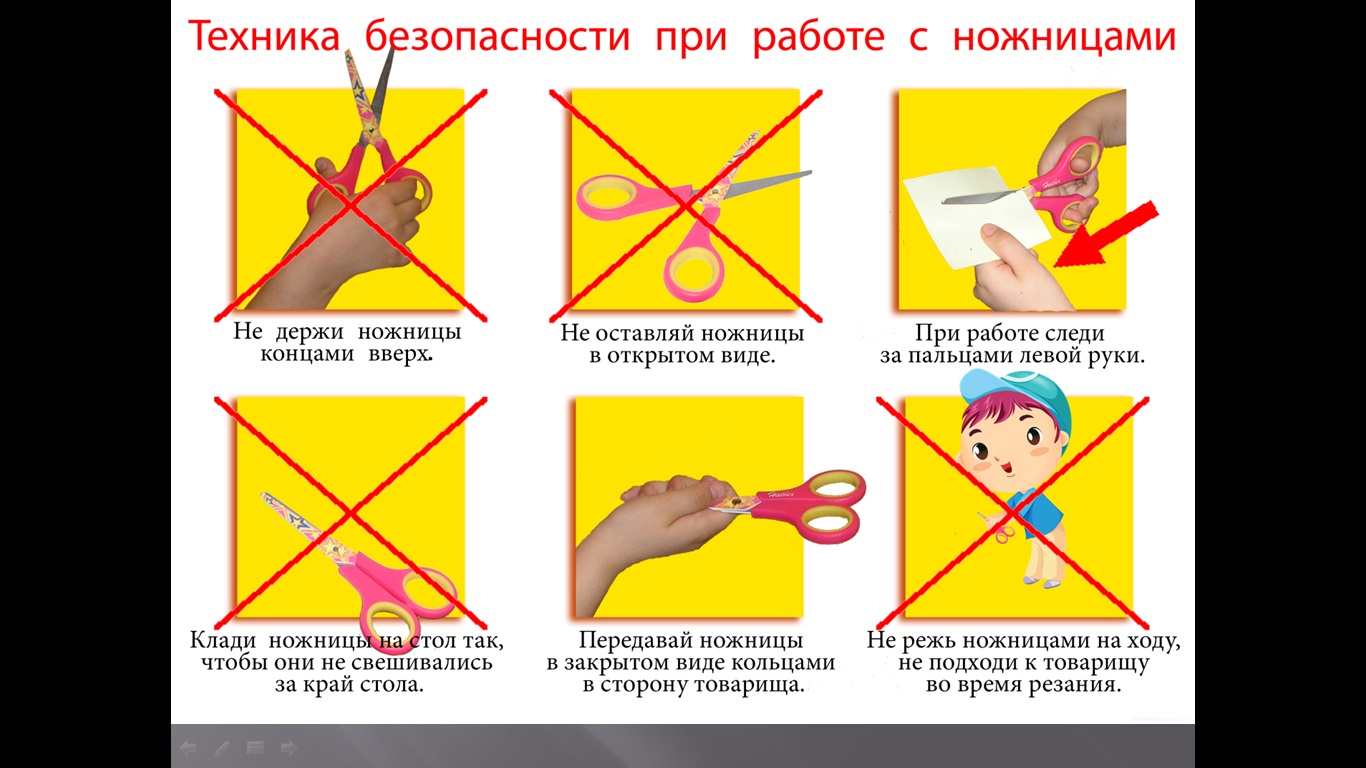 Техника безопасности при работе с ножницами
Не держи ножницы
концами вверх.
Не оставляй ножницы
в открытом виде.
При работе следи
за пальцами левой руки.
Клади ножницы на стол так,
чтобы они не свешивались
за край стола.
Передавай ножницы
в закрытом виде кольцами
в сторону товарища.
Не режь ножницами на ходу,
не подходи к товарищу
во время резания.